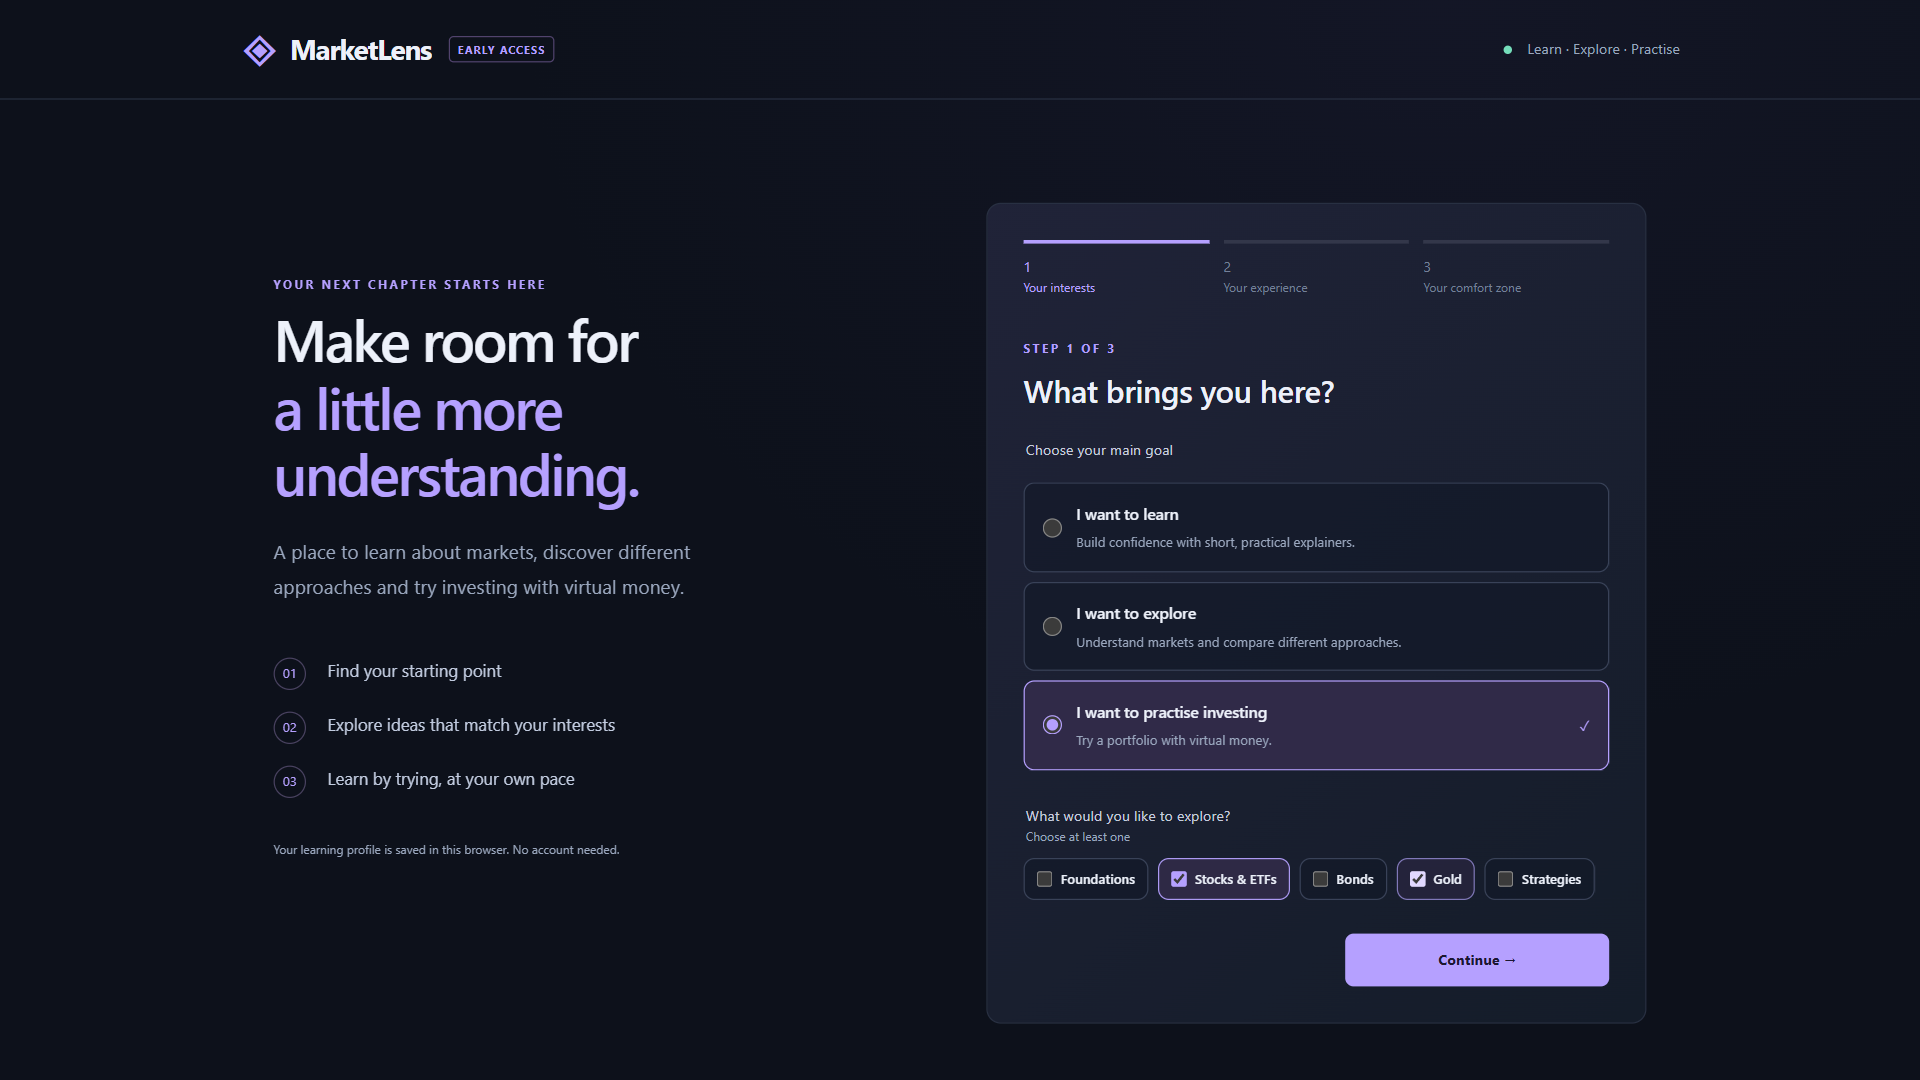 MarketLens
EARLY ACCESS
Learn · Explore · Practise
YOUR NEXT CHAPTER STARTS HERE
Make room for
a little more
understanding.
A place to learn about markets, discover different
approaches and try investing with virtual money.
01 Find your starting point
02 Explore ideas that match your interests
03 Learn by trying, at your own pace
Your learning profile is saved in this browser. No account needed.
1
Your interests
2
Your experience
3
Your comfort zone
STEP 1 OF 3
What brings you here?
Choose your main goal
I want to learn
Build confidence with short, practical explainers.
I want to explore
Understand markets and compare different approaches.
I want to practise investing
Try a portfolio with virtual money.
✓
What would you like to explore?
Choose at least one
Foundations
Stocks & ETFs
Bonds
Gold
Strategies
Continue →